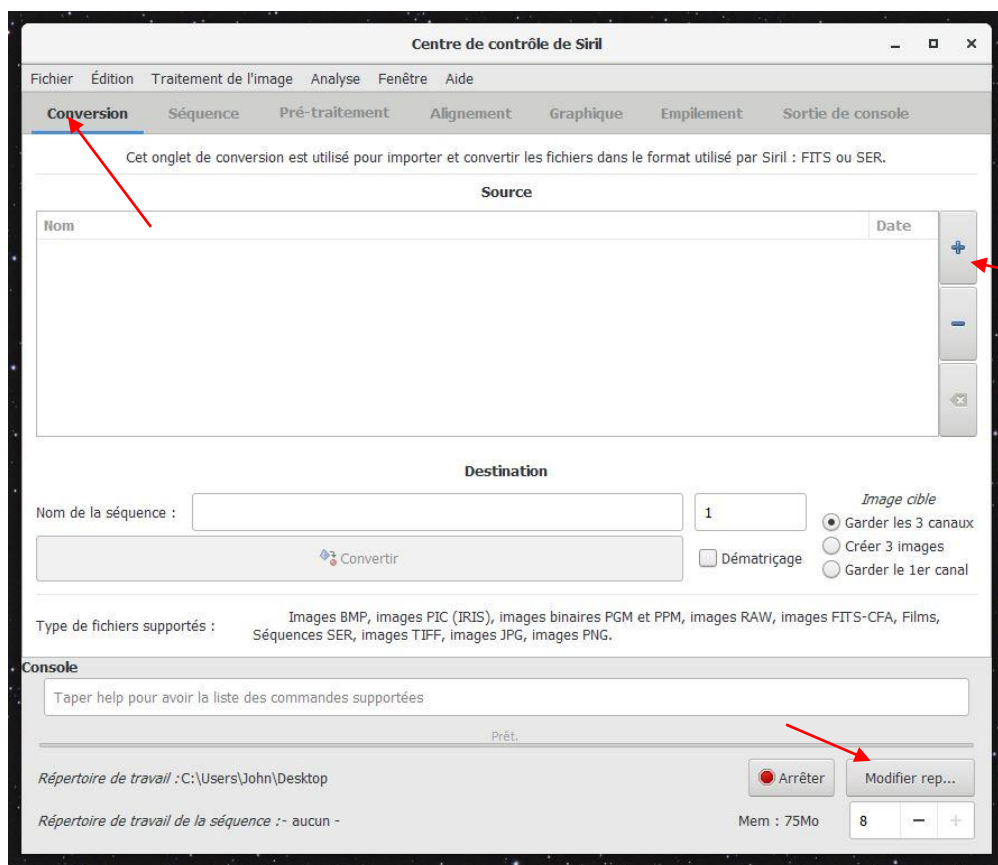 Centre de contrôle de Siril
Fichier Édition Traitement de l'image Analyse Fenêtre Aide
Conversion Séquence Pré-traitement Alignement Graphique Empilement Sortie de console
Cet onglet de conversion est utilisé pour importer et convertir les fichiers dans le format utilisé par Siril : FITS ou SER.
Source
Nom Date
Destination
Nom de la séquence : 1
Image cible
Garder les 3 canaux
Convertir Dématriçage
Créer 3 images
Garder le 1er canal
Type de fichiers supportés : Images BMP, images PIC (IRIS), images binaires PGM et PPM, images RAW, images FITS-CFA, Films,
Séquences SER, images TIFF, images JPG, images PNG.
Console
Taper help pour avoir la liste des commandes supportées
Prêt.
Répertoire de travail :C:\Users\John\Desktop Arrêter Modifier rep...
Répertoire de travail de la séquence :- aucun - Mem : 75Mo 8 − +